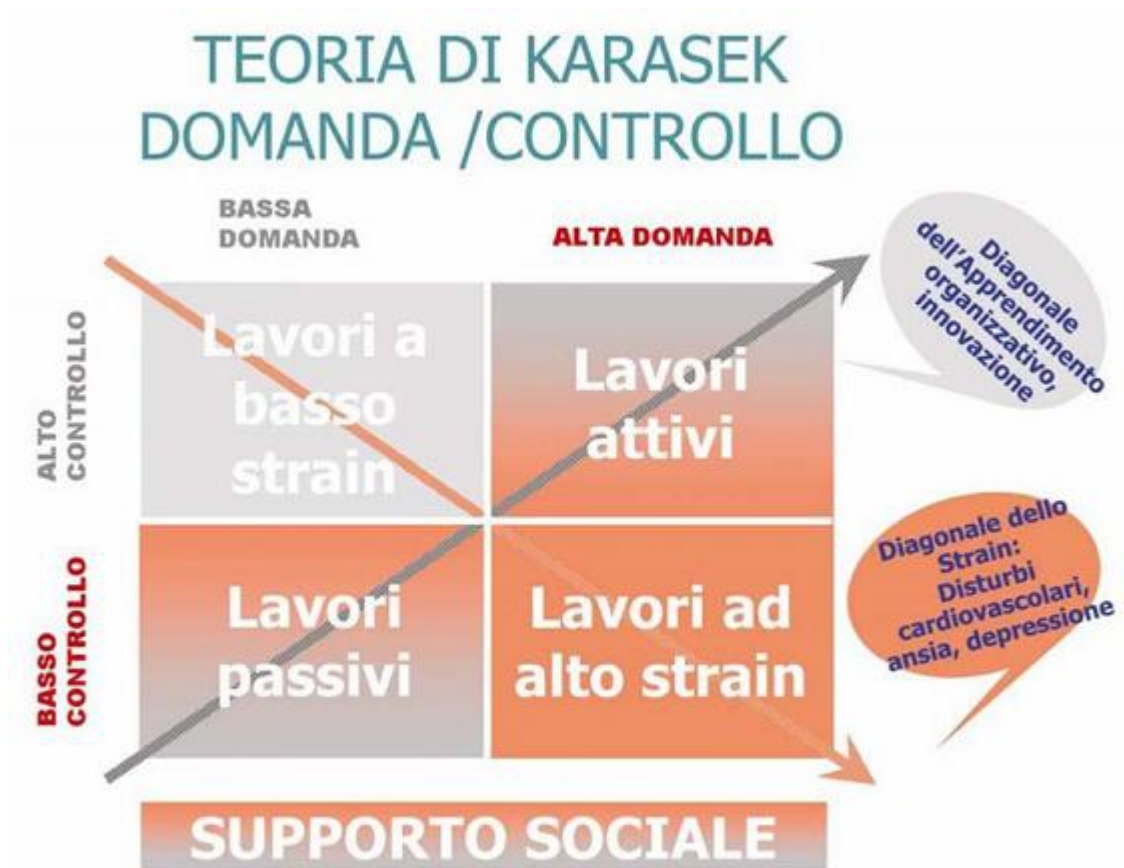 TEORIA DI KARASEK
DOMANDA /CONTROLLO
BASSA
DOMANDA
ALTA DOMANDA
Diagonale
dell'Apprendimento
organizzativo,
innovazione
ALTO
CONTROLLO
Lavori a
basso
strain
Lavori
attivi
BASSO
CONTROLLO
Lavori
passivi
Lavori ad
alto strain
Diagonale dello
Strain:
Disturbi
cardiovascolari,
ansia, depressione
SUPPORTO SOCIALE